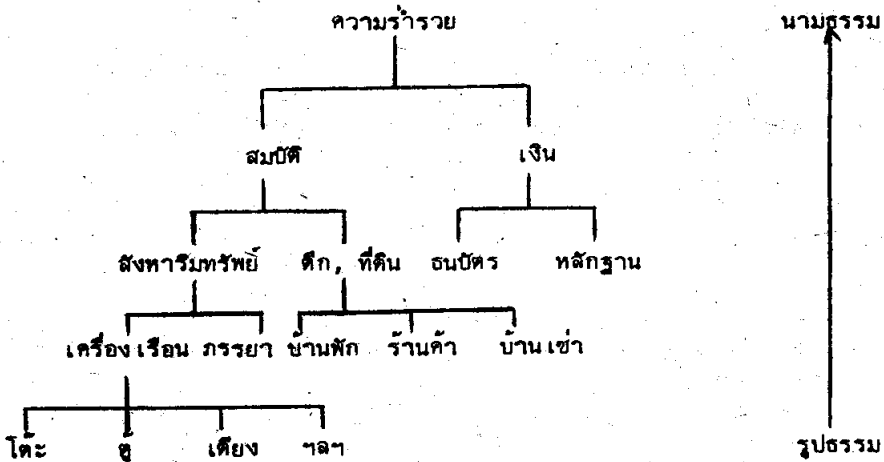 ความร่ำรวย นามธรรม
สมบัติ เงิน
สังหาริมทรัพย์ ตึก, ที่ดิน ธนบัตร หลักฐาน
เครื่องเรือน ภรรยา บ้านพัก ร้านค้า บ้านเช่า
โต๊ะ ตู้ เตียง ฯลฯ รูปธรรม